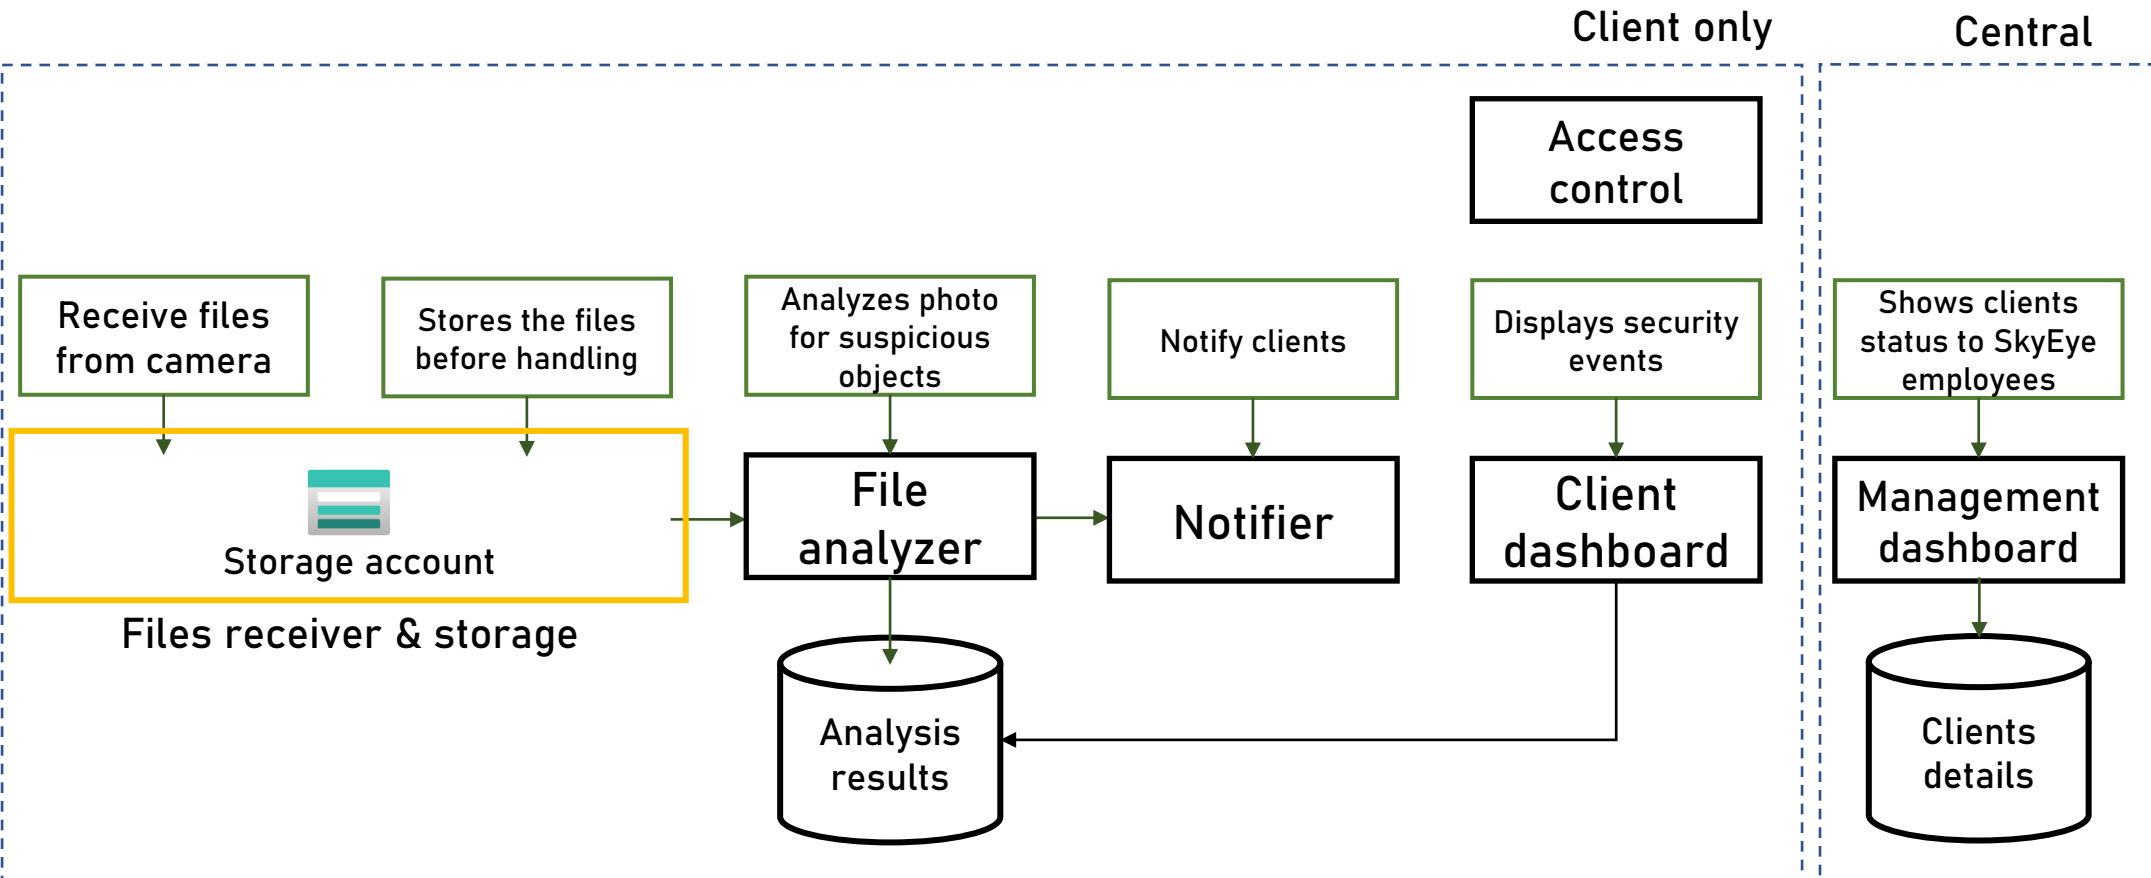 Client only
Central
Access
control
Receive files
from camera
Stores the files
before handling
Analyzes photo
for suspicious
objects
Notify clients
Displays security
events
Shows clients
status to SkyEye
employees
Storage account
File
analyzer
Notifier
Client
dashboard
Management
dashboard
Files receiver & storage
Analysis
results
Clients
details